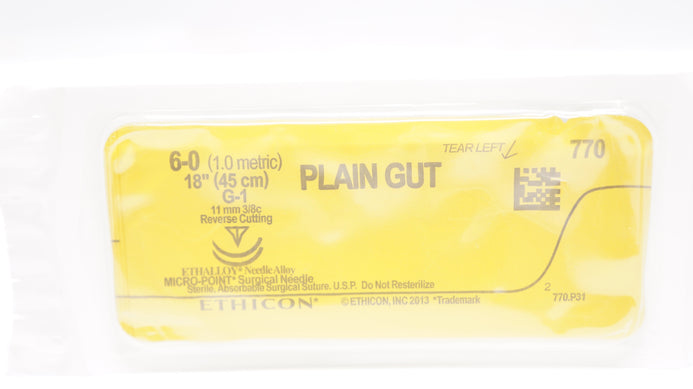 6-0 (1.0 metric)
18" (45 cm)
G-1
11 mm 3/8c
Reverse Cutting
PLAIN GUT
TEAR LEFT
770
ETHALLOY* Needle Alloy
MICRO-POINT* Surgical Needle
Sterile, Absorbable Surgical Suture. U.S.P. Do Not Resterilize
ETHICON*
©ETHICON, INC 2013 *Trademark
2
770.P31